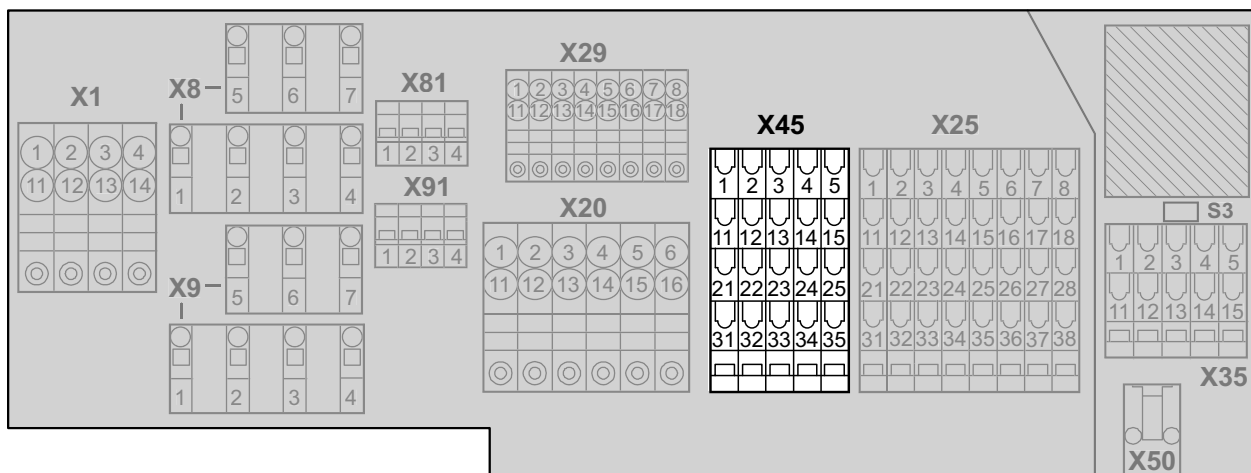 X1
1 2 3 4
11 12 13 14
X8
5 6 7
1 2 3 4
X9
5 6 7
1 2 3 4
X81
1 2 3 4
X91
1 2 3 4
X29
1 2 3 4 5 6 7 8
11 12 13 14 15 16 17 18
X20
1 2 3 4 5 6
11 12 13 14 15 16
X45
1 2 3 4 5
11 12 13 14 15
21 22 23 24 25
31 32 33 34 35
X25
1 2 3 4 5 6 7 8
11 12 13 14 15 16 17 18
21 22 23 24 25 26 27 28
31 32 33 34 35 36 37 38
S3
1 2 3 4 5
11 12 13 14 15
X35
X50